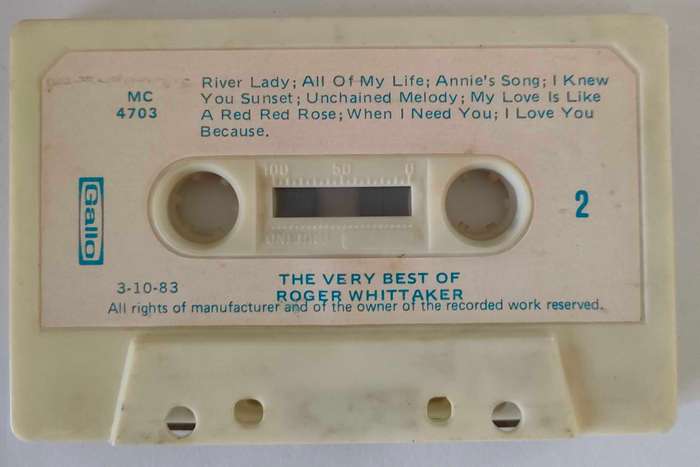 River Lady; All Of My Life; Annie's Song; I Knew
You Sunset; Unchained Melody; My Love Is Like
A Red Red Rose; When I Need You; I Love You
Because.
MC
4703
100 50 0
Gallo
2
3-10-83
THE VERY BEST OF
ROGER WHITTAKER
All rights of manufacturer and of the owner of the recorded work reserved.